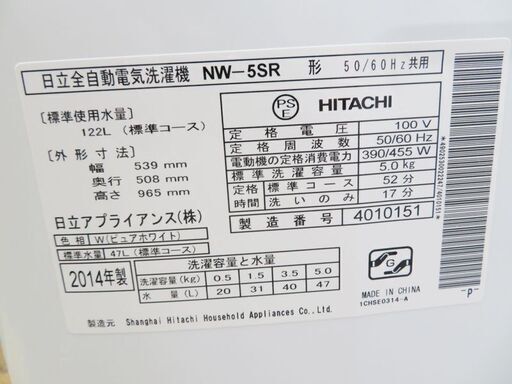 日立全自動電気洗濯機 NW-5SR 形 50/60Hz共用
[標準使用水量]
122L (標準コース)
[外形寸法]
幅 539 mm
奥行 508 mm
高さ 965 mm
日立アプライアンス(株)
色相 W(ピュアホワイト)
標準水量 47L(標準コース)
PS
E
HITACHI
定格電圧 100 V
定格周波数 50/60 Hz
電動機の定格消費電力 390/455 W
標準洗濯容量 5.0kg
定格時間 標準コース 52分
洗いのみ 17分
製造番号 4010151
*4902530022247401015​1*
2014年製
洗濯容量と水量
洗濯容量(kg) 0.5 1.5 3.5 5.0
水量(L) 20 31 40 47
G
MADE IN CHINA
1CHSE0314-A
-P-
製造元 Shanghai Hitachi Household Appliances Co.,Ltd.